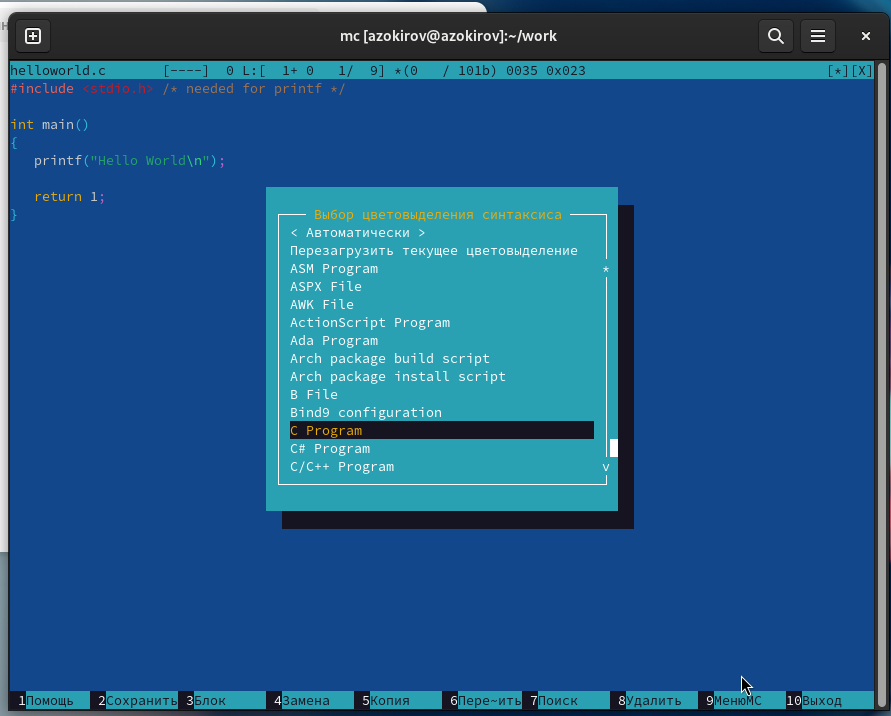 mc [azokirov@azokirov]:~/work
helloworld.c [----] 0 L:[ 1+ 0 1/ 9] *(0 / 101b) 0035 0x023 [*][X]
#include <stdio.h> /* needed for printf */
int main()
{
printf("Hello World\n");
return 1;
}
Выбор цветовыделения синтаксиса
< Автоматически >
Перезагрузить текущее цветовыделение
ASM Program
ASPX File
AWK File
ActionScript Program
Ada Program
Arch package build script
Arch package install script
B File
Bind9 configuration
C Program
C# Program
C/C++ Program
1Помощь 2Сохранить 3Блок 4Замена 5Копия 6Пере~ить 7Поиск 8Удалить 9МенюMC 10Выход